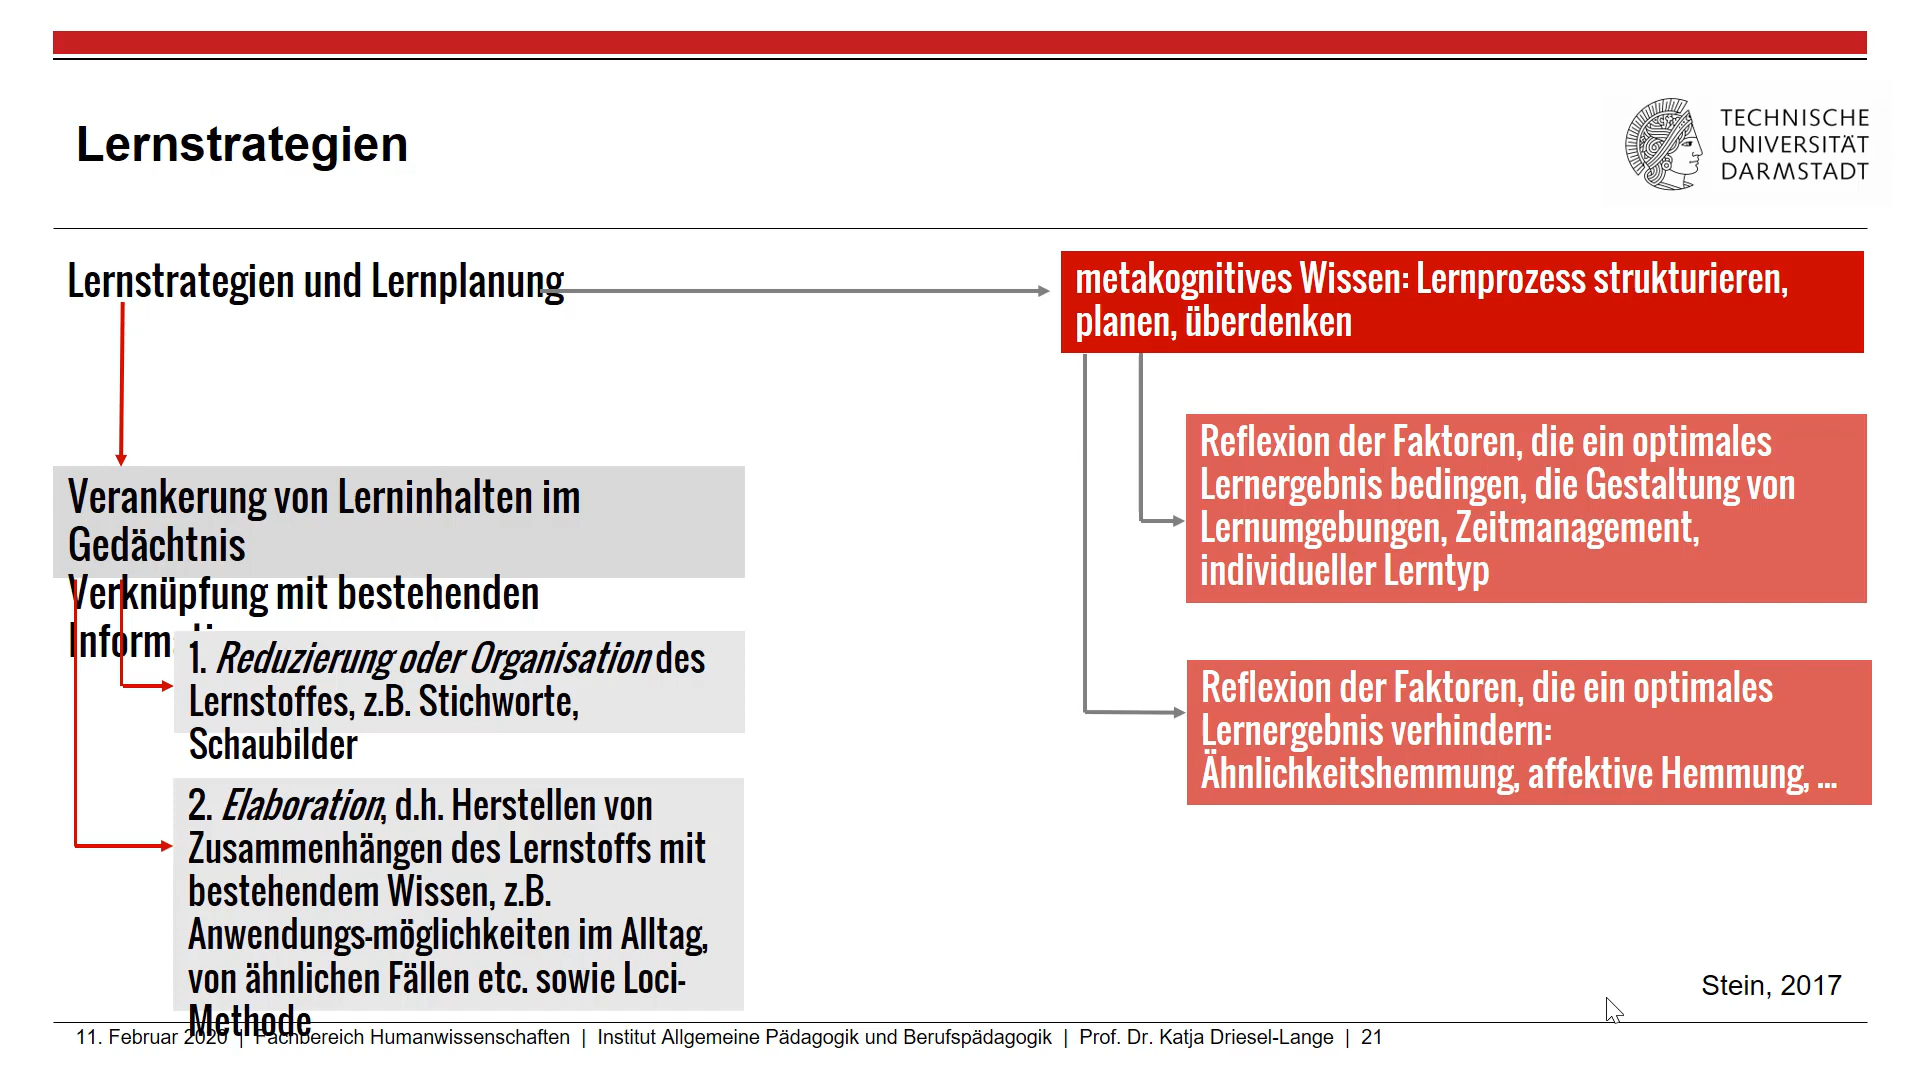 Lernstrategien
TECHNISCHE
UNIVERSITÄT
DARMSTADT
Lernstrategien und Lernplanung
Verankerung von Lerninhalten im
Gedächtnis
Verknüpfung mit bestehenden
1. Reduzierung oder Organisation des
Lernstoffes, z.B. Stichworte,
Schaubilder
2. Elaboration, d.h. Herstellen von
Zusammenhängen des Lernstoffs mit
bestehendem Wissen, z.B.
Anwendungs-möglichkeiten im Alltag,
von ähnlichen Fällen etc. sowie Loci-
Methode
metakognitives Wissen: Lernprozess strukturieren,
planen, überdenken
Reflexion der Faktoren, die ein optimales
Lernergebnis bedingen, die Gestaltung von
Lernumgebungen, Zeitmanagement,
individueller Lerntyp
Reflexion der Faktoren, die ein optimales
Lernergebnis verhindern:
Ähnlichkeitshemmung, affektive Hemmung, ...
Stein, 2017
11. Februar 2020 | Fachbereich Humanwissenschaften | Institut Allgemeine Pädagogik und Berufspädagogik | Prof. Dr. Katja Driesel-Lange | 21